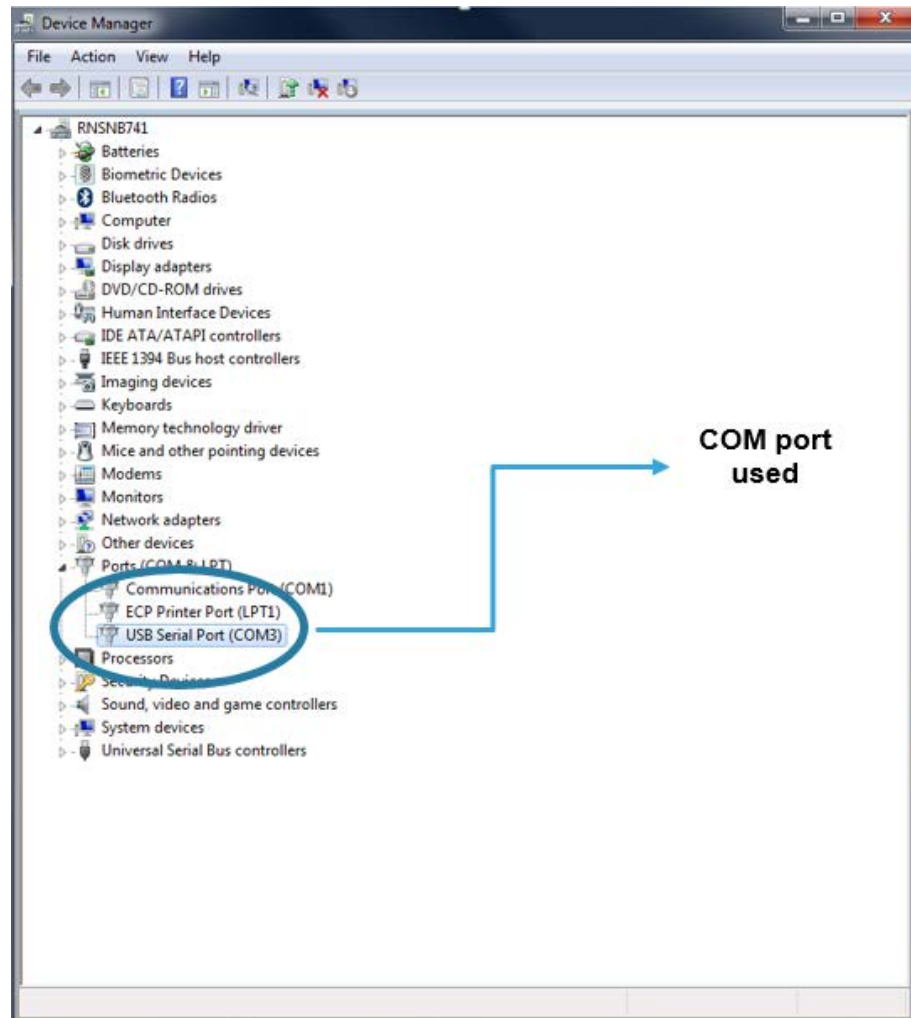 Device Manager
File Action View Help
RNSNB741
Batteries
Biometric Devices
Bluetooth Radios
Computer
Disk drives
Display adapters
DVD/CD-ROM drives
Human Interface Devices
IDE ATA/ATAPI controllers
IEEE 1394 Bus host controllers
Imaging devices
Keyboards
Memory technology driver
Mice and other pointing devices
Modems
Monitors
Network adapters
Other devices
Ports (COM & LPT)
Communications Port (COM1)
ECP Printer Port (LPT1)
USB Serial Port (COM3)
Processors
Security Devices
Sound, video and game controllers
System devices
Universal Serial Bus controllers
COM port
used